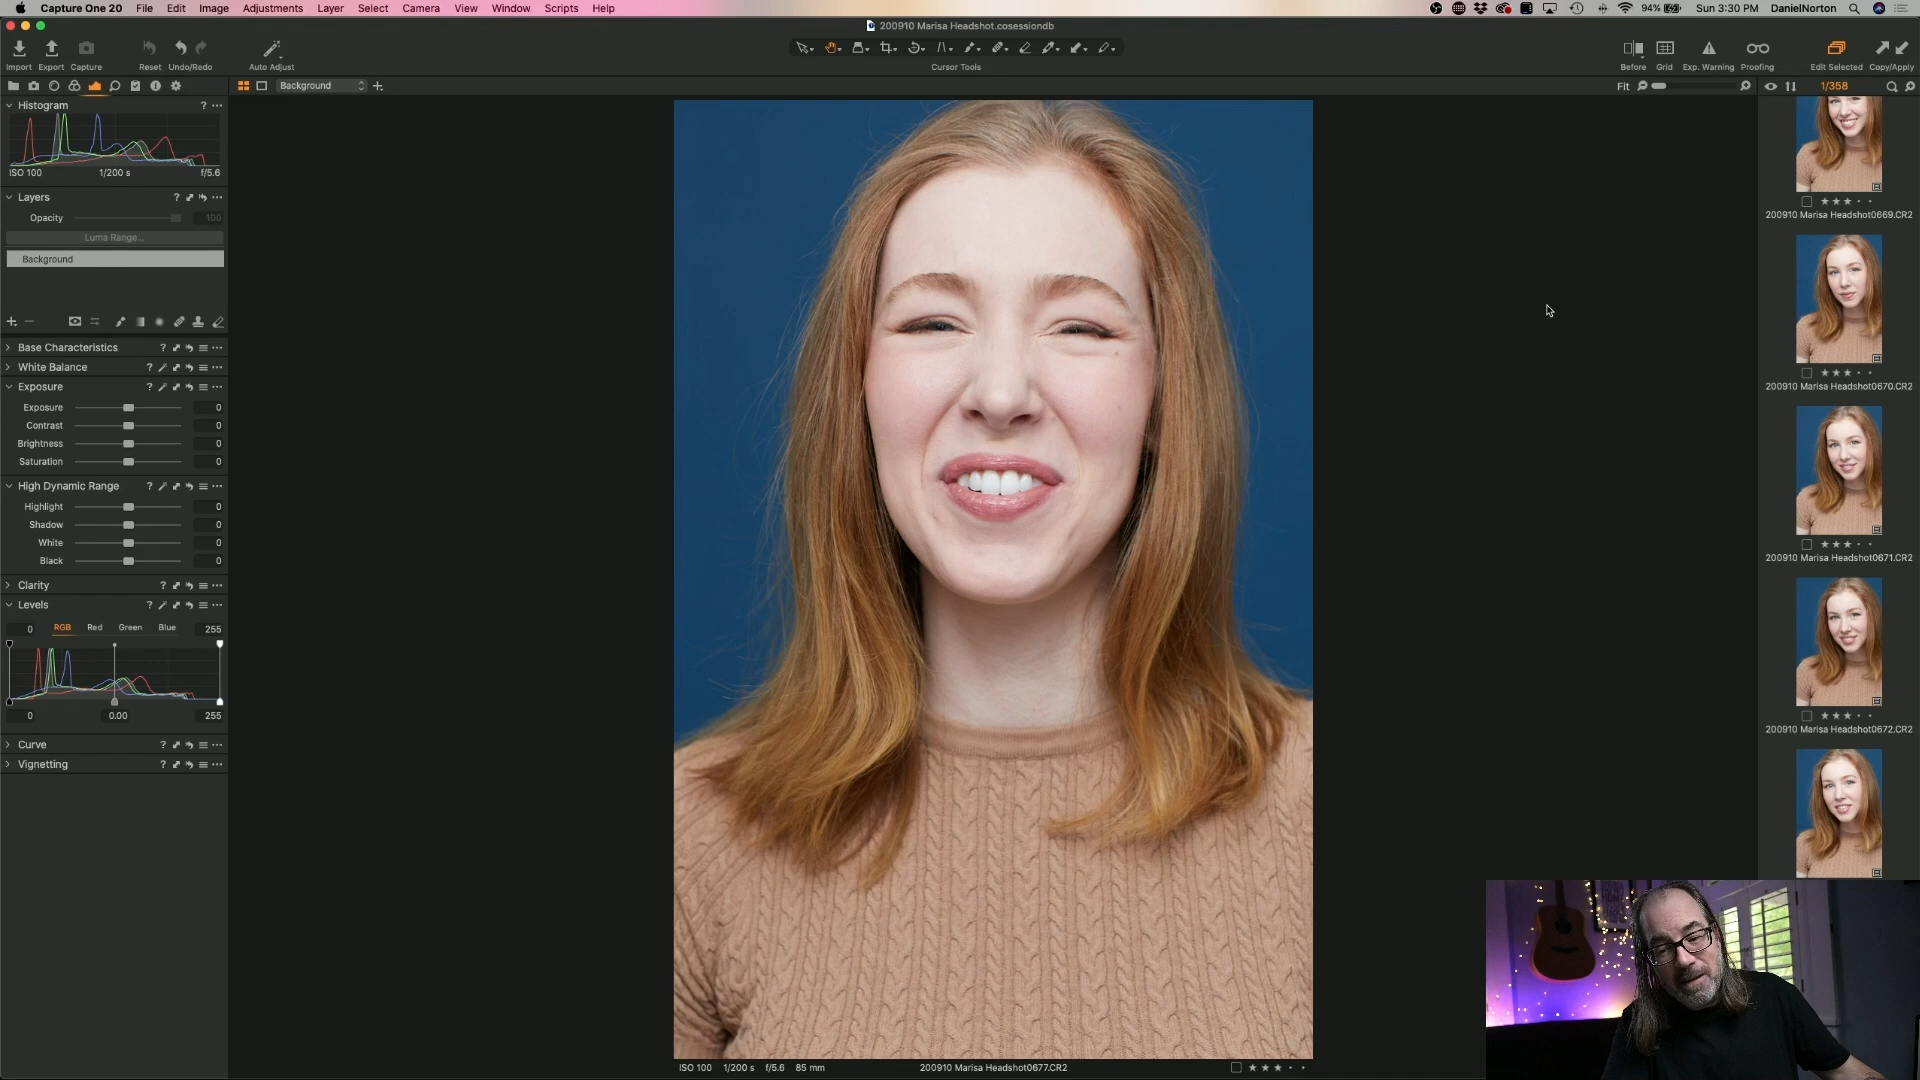 Capture One 20 File Edit Image Adjustments Layer Select Camera View Window Scripts Help 94% Sun 3:30 PM DanielNorton
200910 Marisa Headshot.cosessiondb
Import Export Capture Reset Undo/Redo Auto Adjust Cursor Tools Before Grid Exp. Warning Proofing Edit Selected Copy/Apply
Background Fit 1/358
Histogram ?
ISO 100 1/200 s f/5.6
Layers ?
Opacity 100
Luma Range...
Background
Base Characteristics ?
White Balance ?
Exposure ?
Exposure 0
Contrast 0
Brightness 0
Saturation 0
High Dynamic Range ?
Highlight 0
Shadow 0
White 0
Black 0
Clarity ?
Levels ?
0 RGB Red Green Blue 255
0 0.00 255
Curve ?
Vignetting ?
ISO 100 1/200 s f/5.6 85 mm 200910 Marisa Headshot0677.CR2
200910 Marisa Headshot0669.CR2
200910 Marisa Headshot0670.CR2
200910 Marisa Headshot0671.CR2
200910 Marisa Headshot0672.CR2